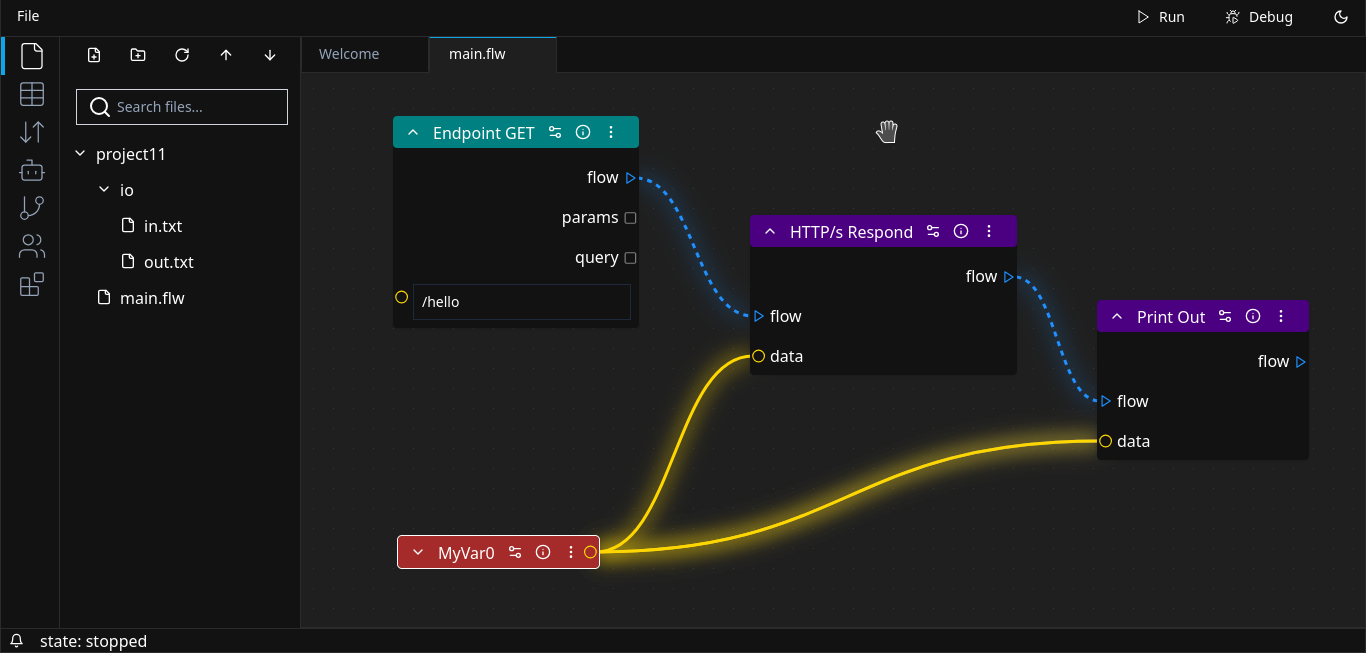 File
Run
Debug
Search files...
project11
io
in.txt
out.txt
main.flw
Welcome
main.flw
Endpoint GET
flow
params
query
/hello
HTTP/s Respond
flow
flow
data
Print Out
flow
flow
data
MyVar0
state: stopped